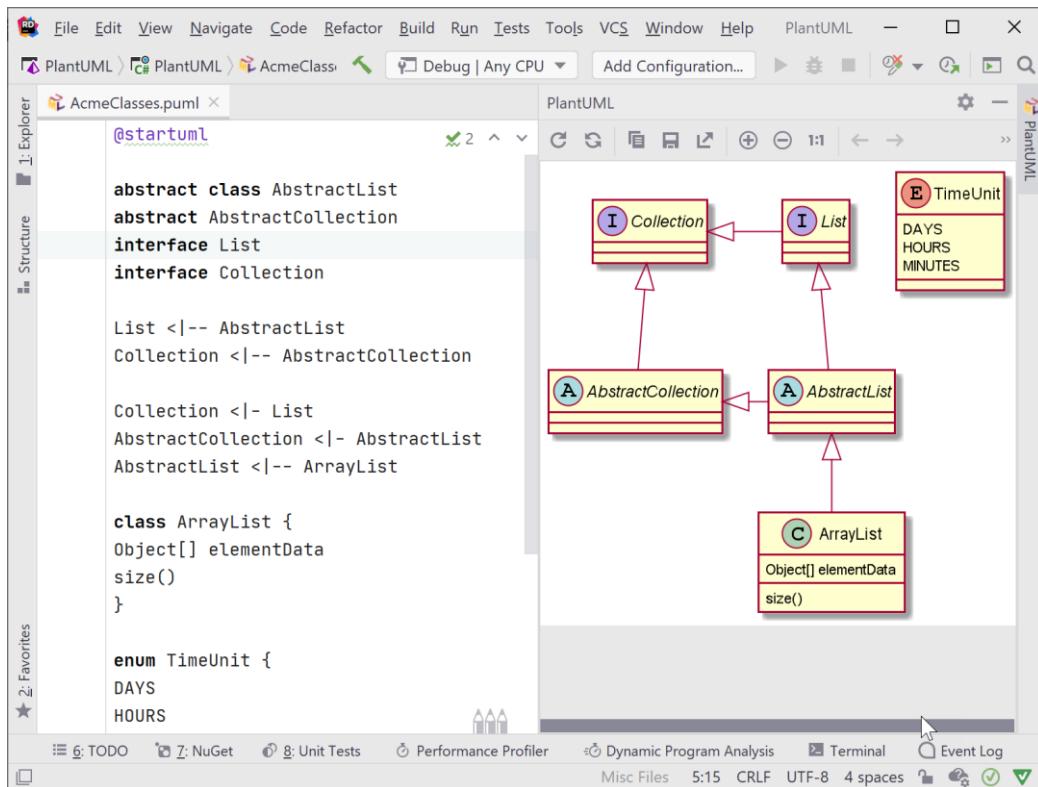 RD File Edit View Navigate Code Refactor Build Run Tests Tools VCS Window Help PlantUML
PlantUML PlantUML AcmeClass Debug | Any CPU Add Configuration...
1: Explorer
Structure
2: Favorites
AcmeClasses.puml
@startuml
2
abstract class AbstractList
abstract AbstractCollection
interface List
interface Collection
List <|-- AbstractList
Collection <|-- AbstractCollection
Collection <|- List
AbstractCollection <|- AbstractList
AbstractList <|-- ArrayList
class ArrayList {
Object[] elementData
size()
}
enum TimeUnit {
DAYS
HOURS
PlantUML
1:1
PlantUML
I Collection
I List
E TimeUnit
DAYS
HOURS
MINUTES
A AbstractCollection
A AbstractList
C ArrayList
Object[] elementData
size()
6: TODO 7: NuGet 8: Unit Tests Performance Profiler Dynamic Program Analysis Terminal Event Log
Misc Files 5:15 CRLF UTF-8 4 spaces